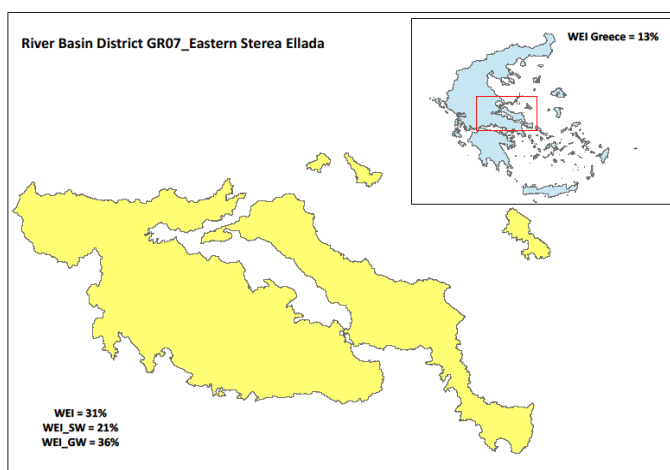 River Basin District GR07_Eastern Sterea Ellada
WEI Greece = 13%
WEI = 31%
WEI_SW = 21%
WEI_GW = 36%